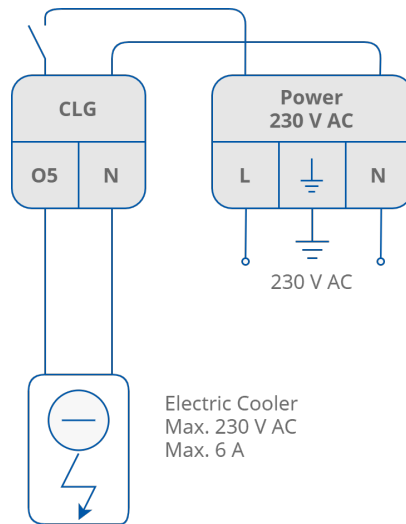 CLG
O5
N
Power
230 V AC
L
N
230 V AC
Electric Cooler
Max. 230 V AC
Max. 6 A